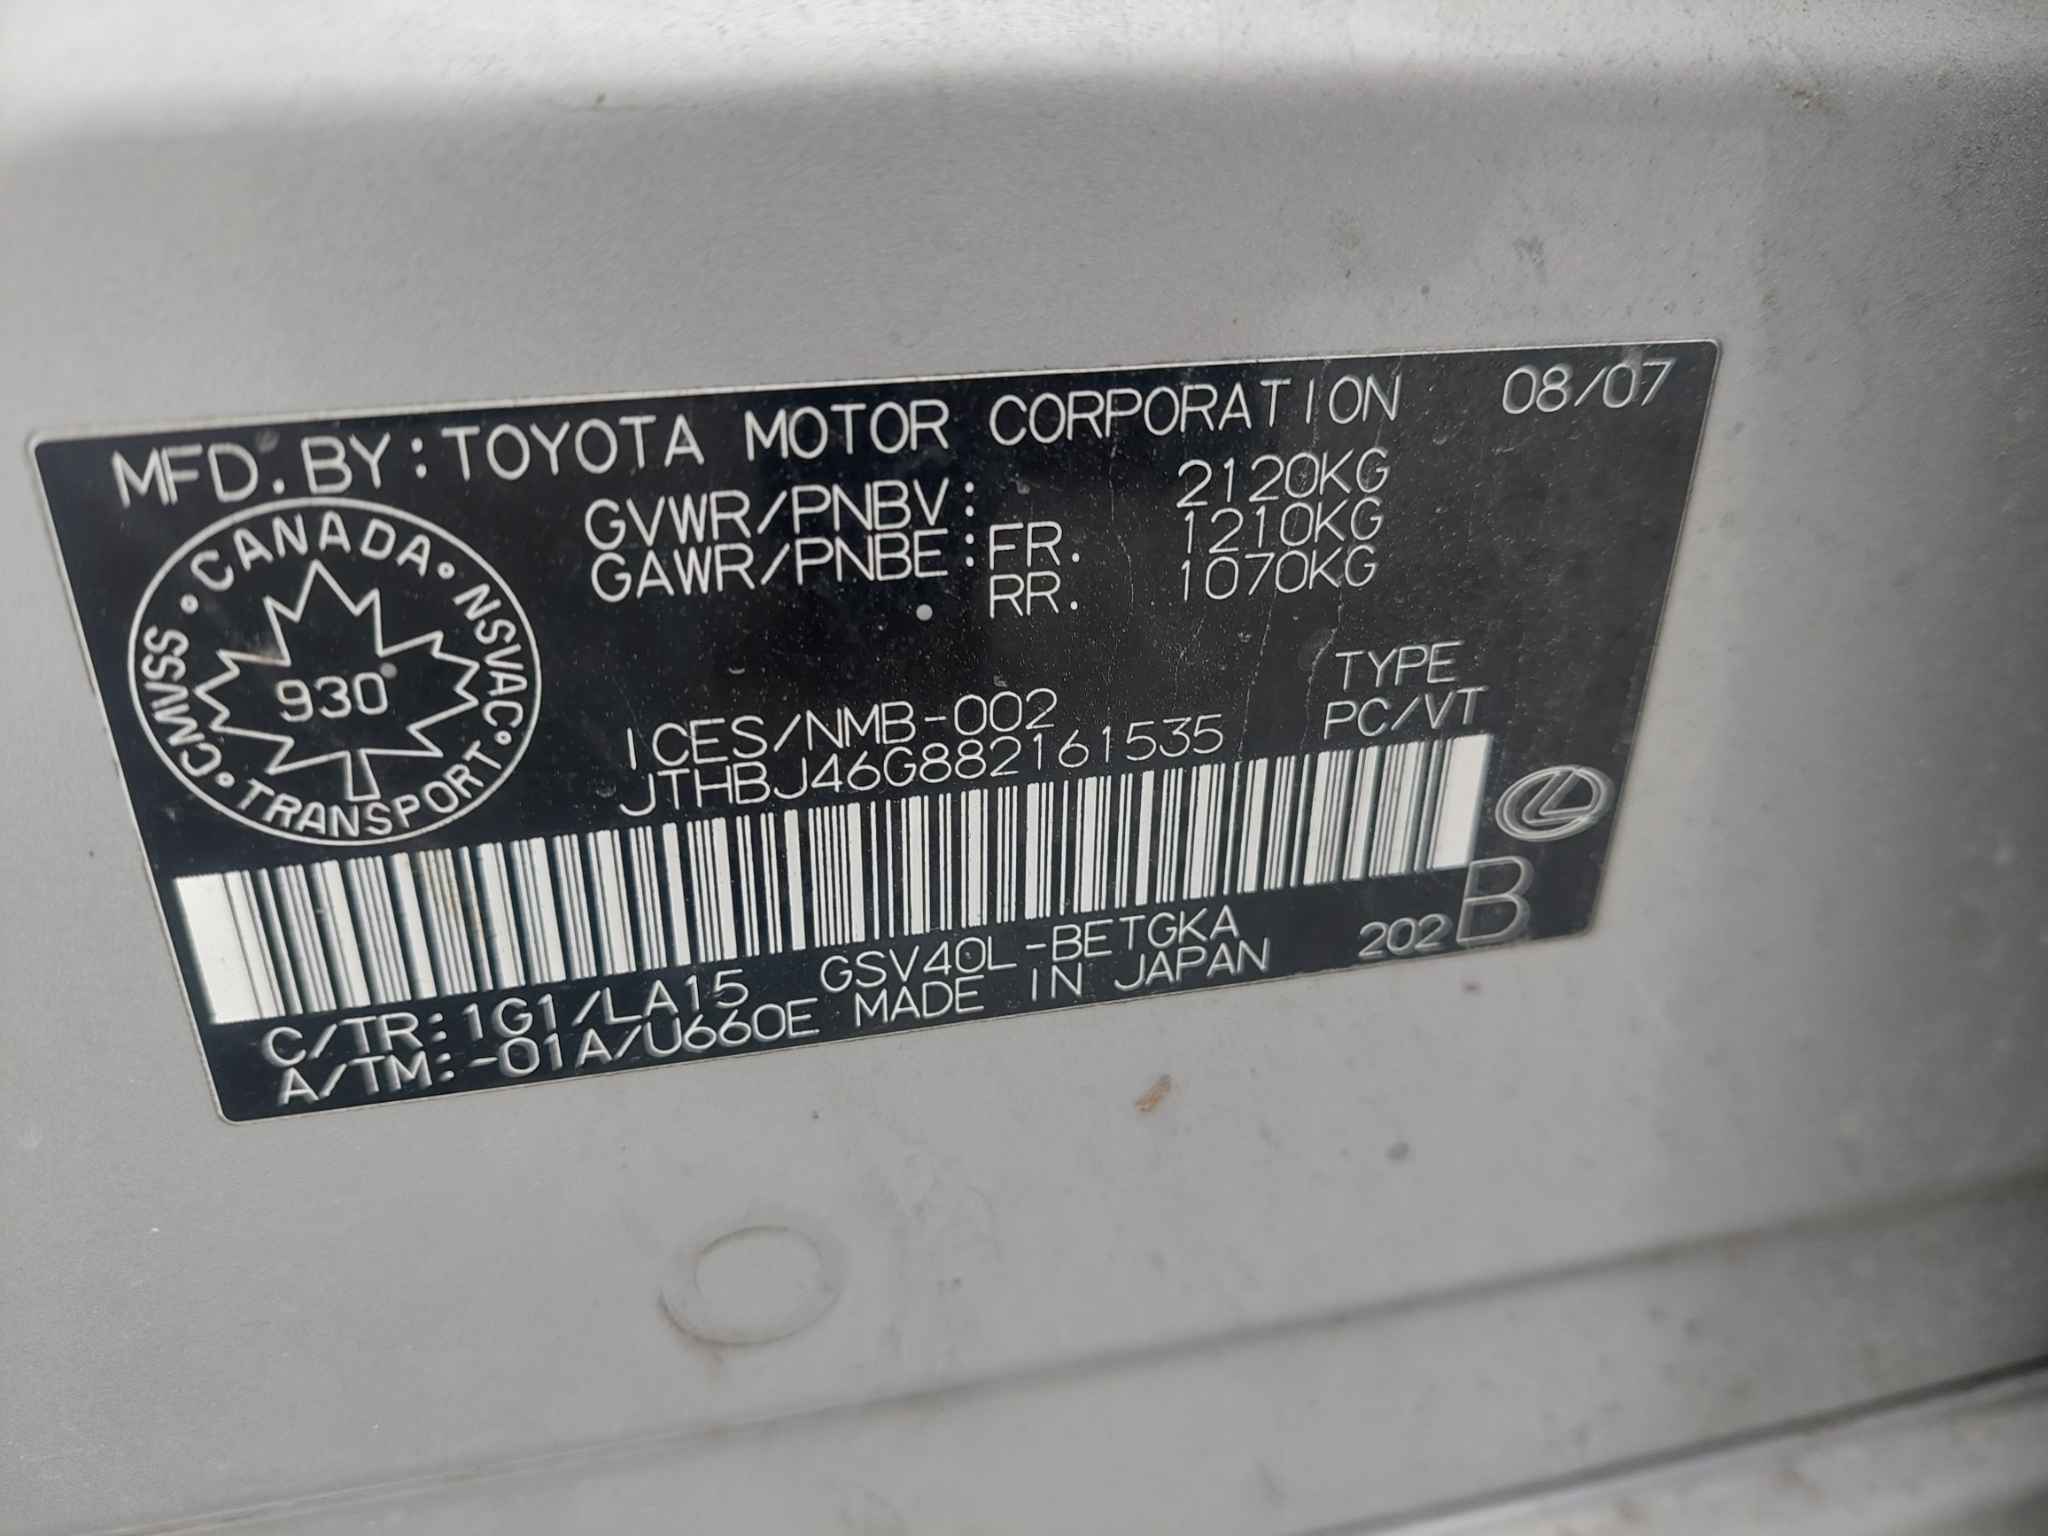 MFD. BY: TOYOTA MOTOR CORPORATION 08/07
GVWR/PNBV: 2120KG
GAWR/PNBE: FR. 1210KG
RR. 1070KG
CMVSS • CANADA • NSVAC • TRANSPORT
930
ICES/NMB-002
JTHBJ46G882161535
TYPE
PC/VT
C/TR: 1G1/LA15 GSV40L-BETGKA
A/TM: -01A/U660E MADE IN JAPAN
202 B